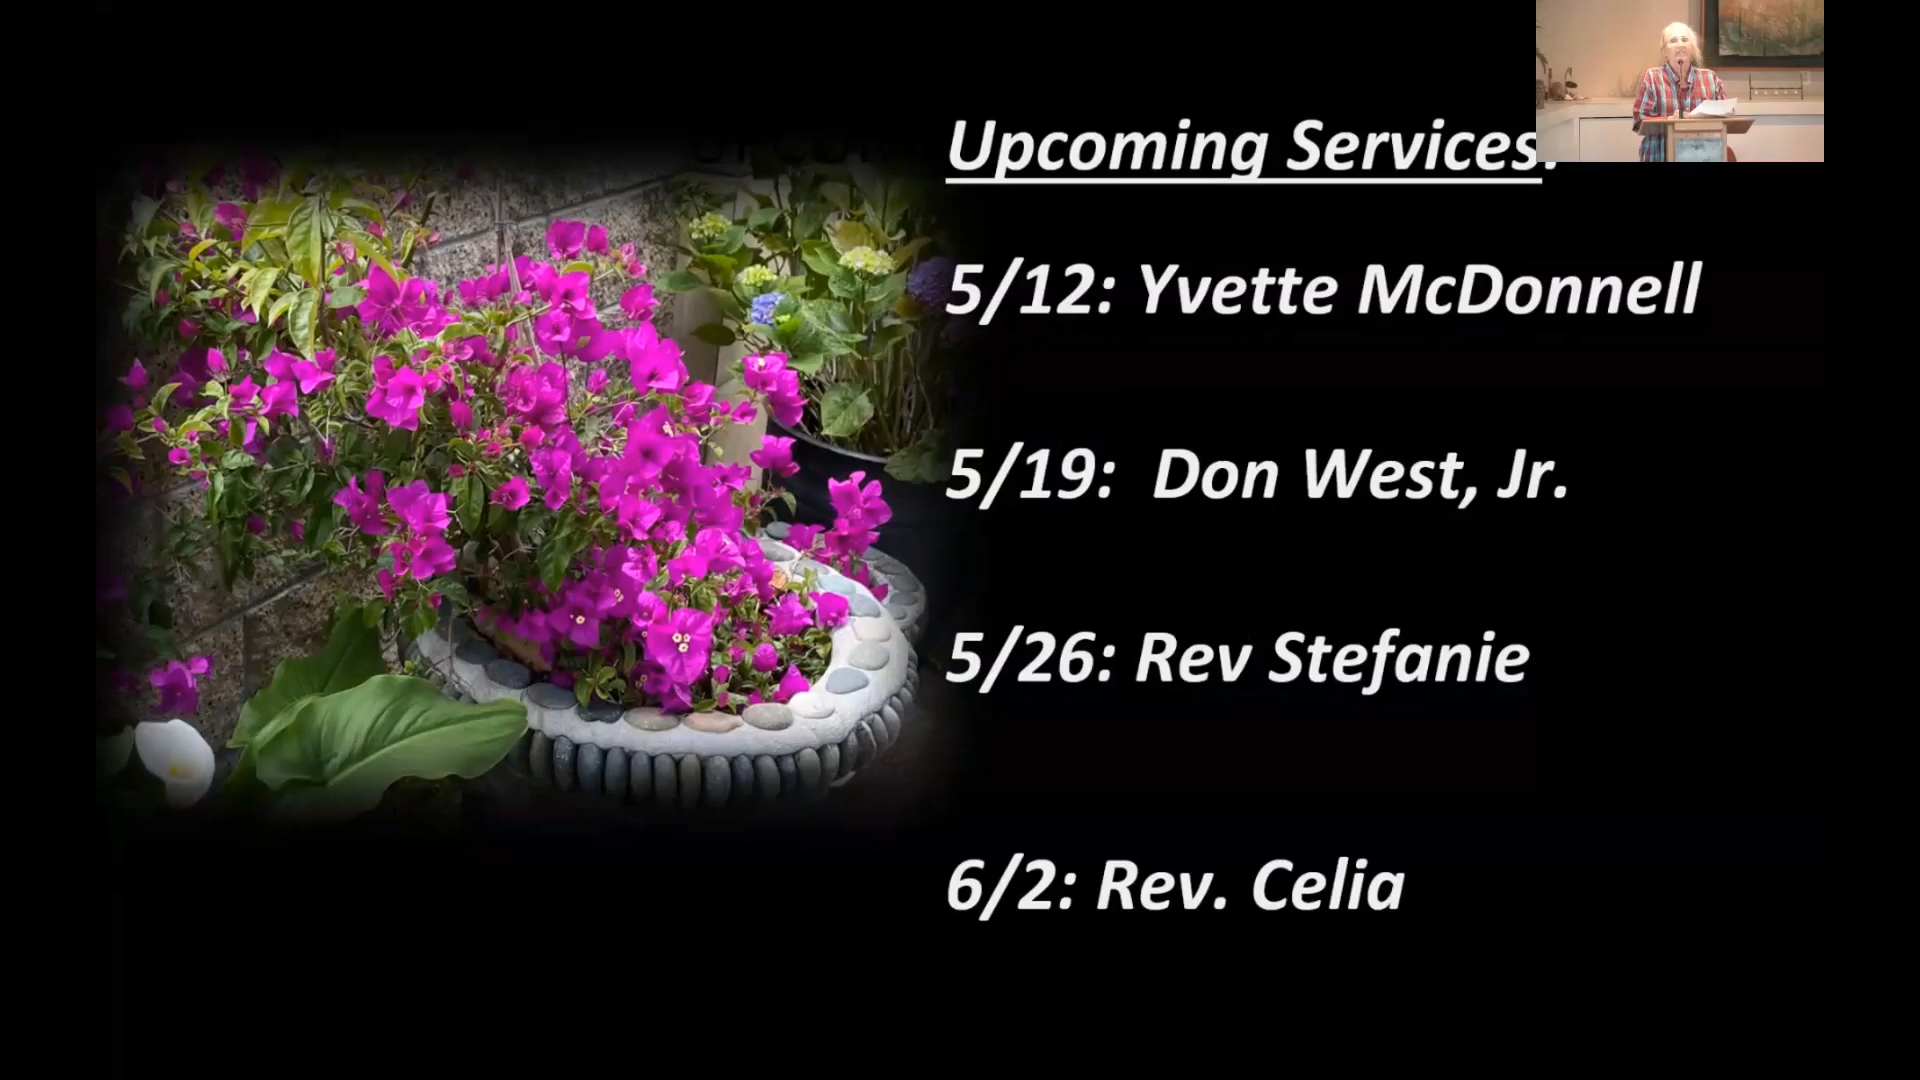 Upcoming Services:
5/12: Yvette McDonnell
5/19: Don West, Jr.
5/26: Rev Stefanie
6/2: Rev. Celia